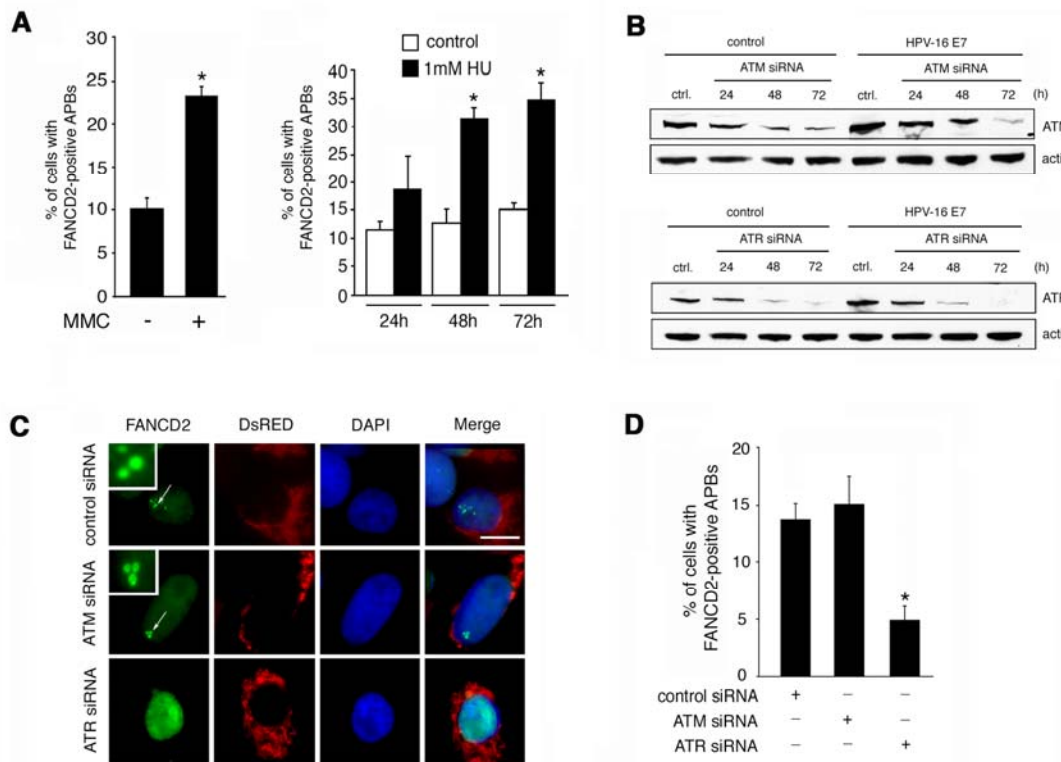 A
% of cells with
FANCD2-positive APBs
30
25
20
15
10
5
0
MMC - +
*
control
1mM HU
% of cells with
FANCD2-positive APBs
40
35
30
25
20
15
10
5
0
* *
24h 48h 72h
B
control HPV-16 E7
ATM siRNA ATM siRNA
ctrl. 24 48 72 ctrl. 24 48 72 (h)
ATM
acti
control HPV-16 E7
ATR siRNA ATR siRNA
ctrl. 24 48 72 ctrl. 24 48 72 (h)
acti
C
FANCD2 DsRED DAPI Merge
control siRNA
ATM siRNA
ATR siRNA
D
% of cells with
FANCD2-positive APBs
20
15
10
5
0
*
control siRNA + – –
ATM siRNA – + –
ATR siRNA – – +